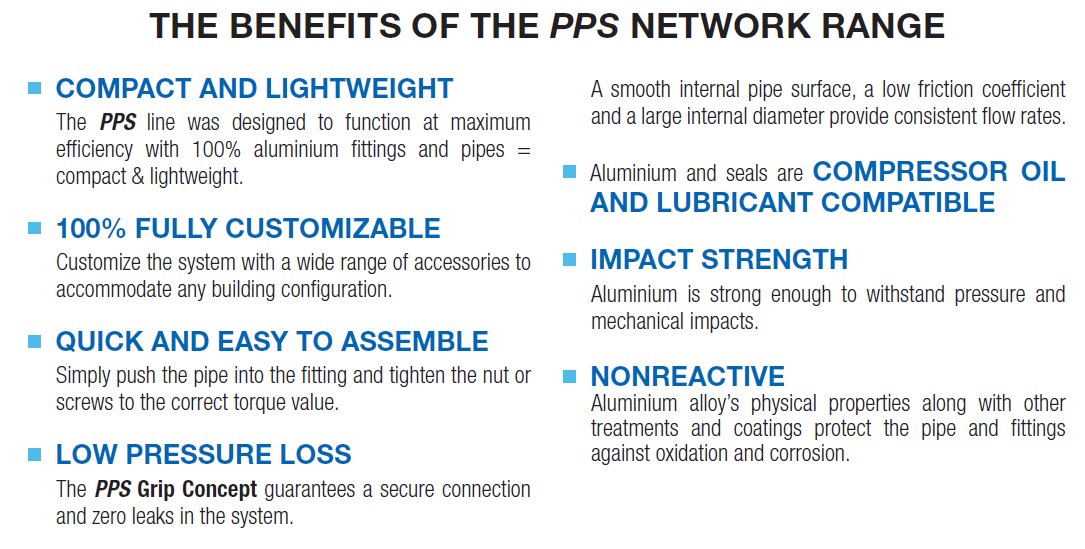 THE BENEFITS OF THE PPS NETWORK RANGE
COMPACT AND LIGHTWEIGHT
The PPS line was designed to function at maximum
efficiency with 100% aluminium fittings and pipes =
compact & lightweight.
100% FULLY CUSTOMIZABLE
Customize the system with a wide range of accessories to
accommodate any building configuration.
QUICK AND EASY TO ASSEMBLE
Simply push the pipe into the fitting and tighten the nut or
screws to the correct torque value.
LOW PRESSURE LOSS
The PPS Grip Concept guarantees a secure connection
and zero leaks in the system.
A smooth internal pipe surface, a low friction coefficient
and a large internal diameter provide consistent flow rates.
Aluminium and seals are COMPRESSOR OIL
AND LUBRICANT COMPATIBLE
IMPACT STRENGTH
Aluminium is strong enough to withstand pressure and
mechanical impacts.
NONREACTIVE
Aluminium alloy's physical properties along with other
treatments and coatings protect the pipe and fittings
against oxidation and corrosion.